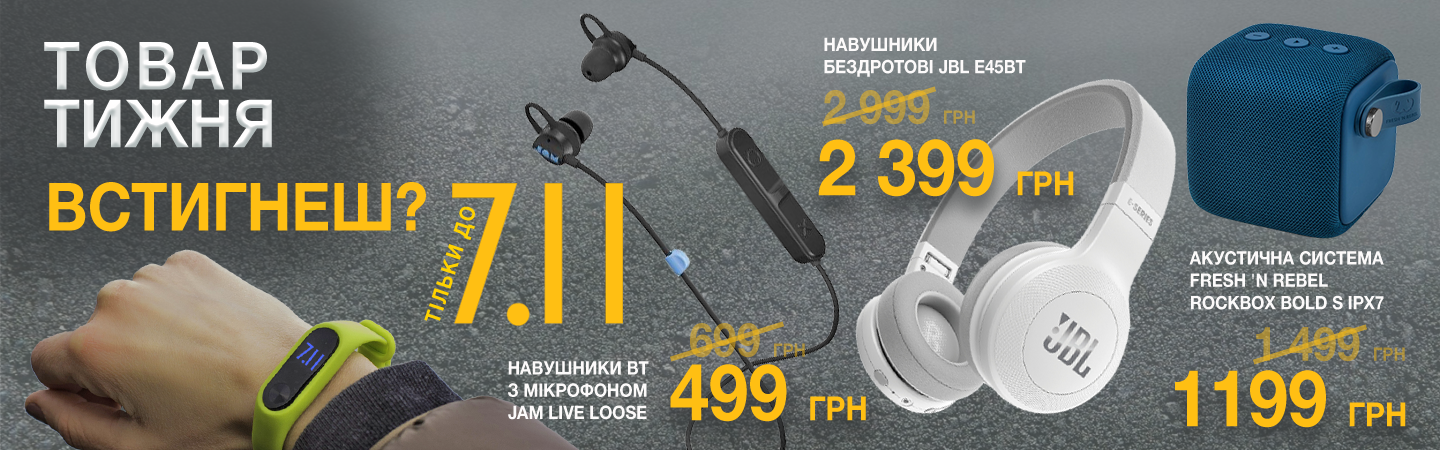 ТОВАР
ТИЖНЯ
ВСТИГНЕШ?
ТІЛЬКИ ДО
7.11
7.11
НАВУШНИКИ BT
З МІКРОФОНОМ
JAM LIVE LOOSE
699 ГРН
499 ГРН
JAM
НАВУШНИКИ
БЕЗДРОТОВІ JBL E45BT
2 999 ГРН
2 399 ГРН
E-SERIES
JBL
АКУСТИЧНА СИСТЕМА
FRESH 'N REBEL
ROCKBOX BOLD S IPX7
1 499 ГРН
1199 ГРН